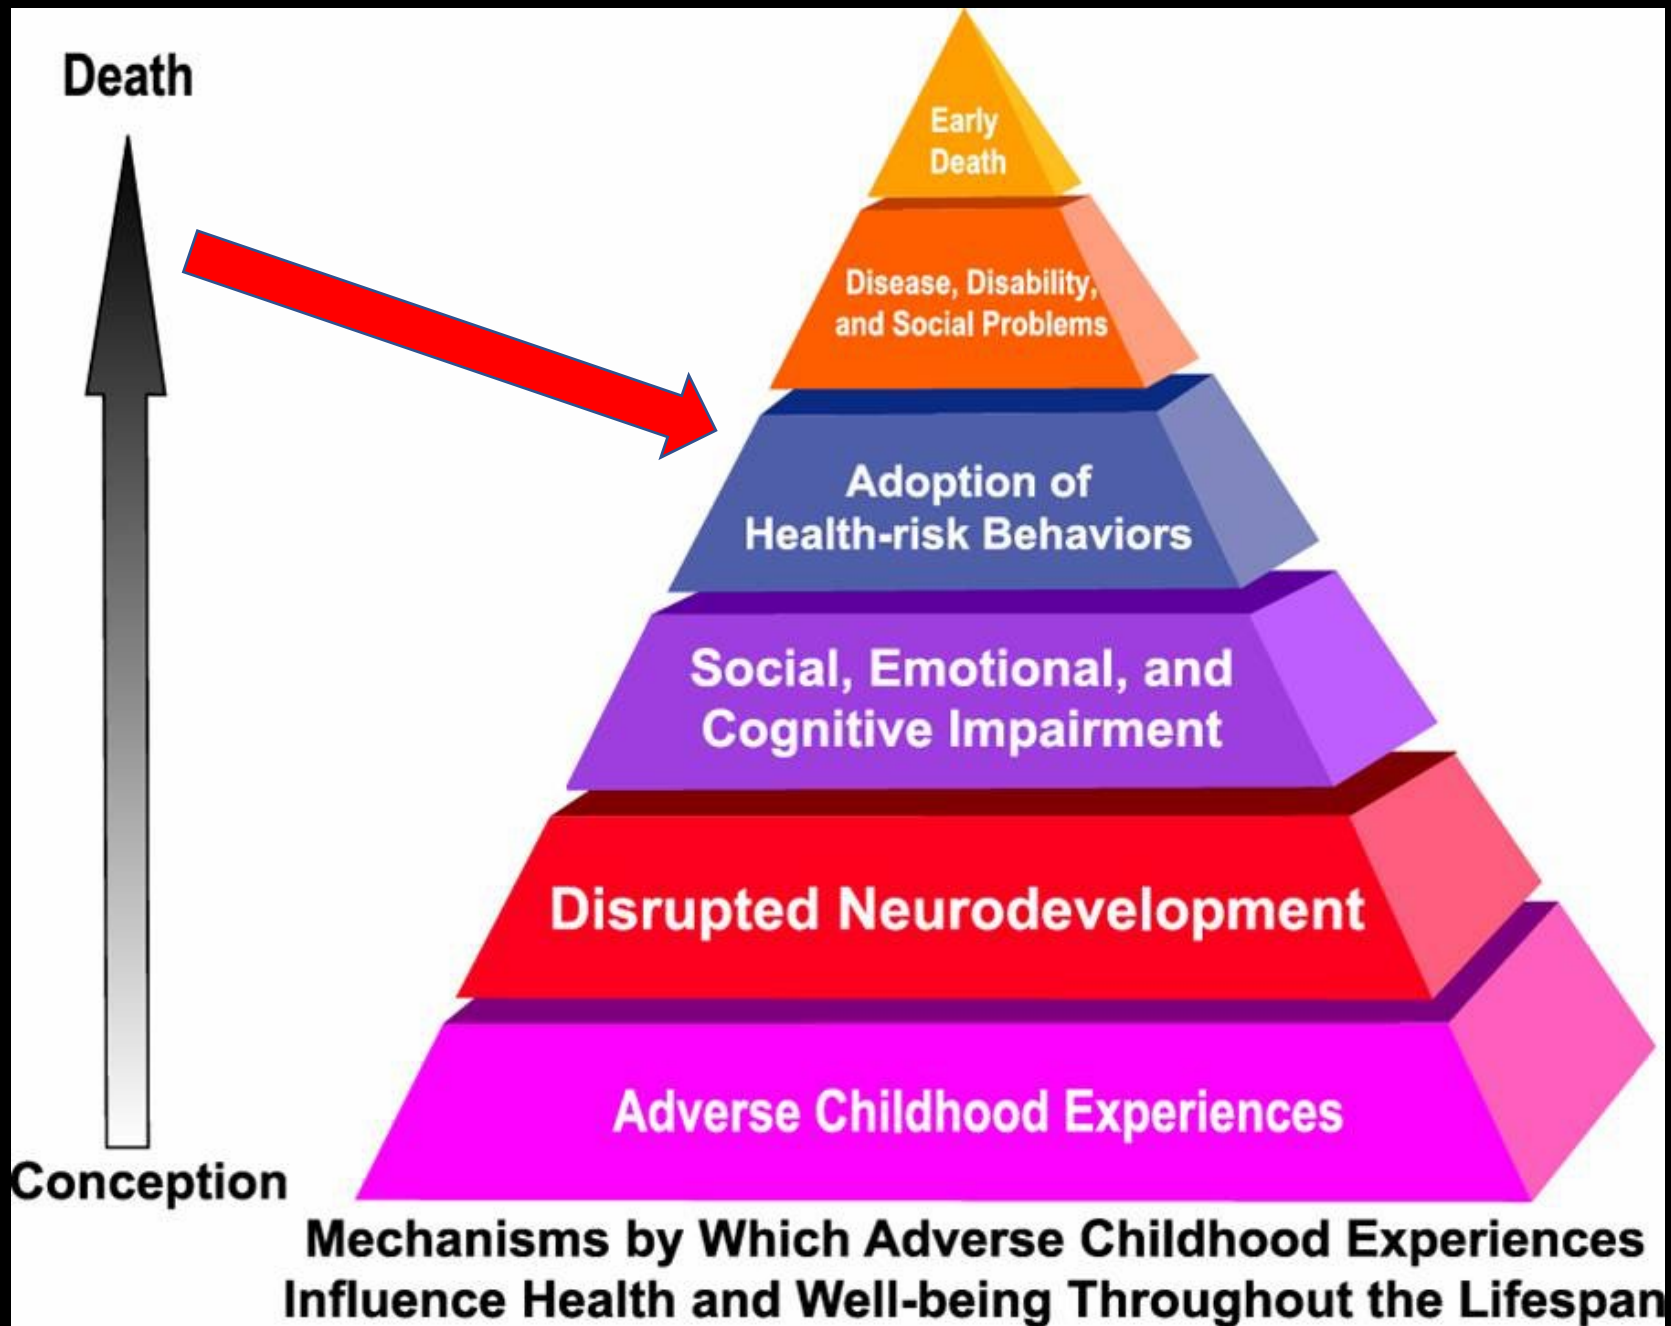 Death
Early
Death
Disease, Disability,
and Social Problems
Adoption of
Health-risk Behaviors
Social, Emotional, and
Cognitive Impairment
Disrupted Neurodevelopment
Adverse Childhood Experiences
Conception
Mechanisms by Which Adverse Childhood Experiences
Influence Health and Well-being Throughout the Lifespan